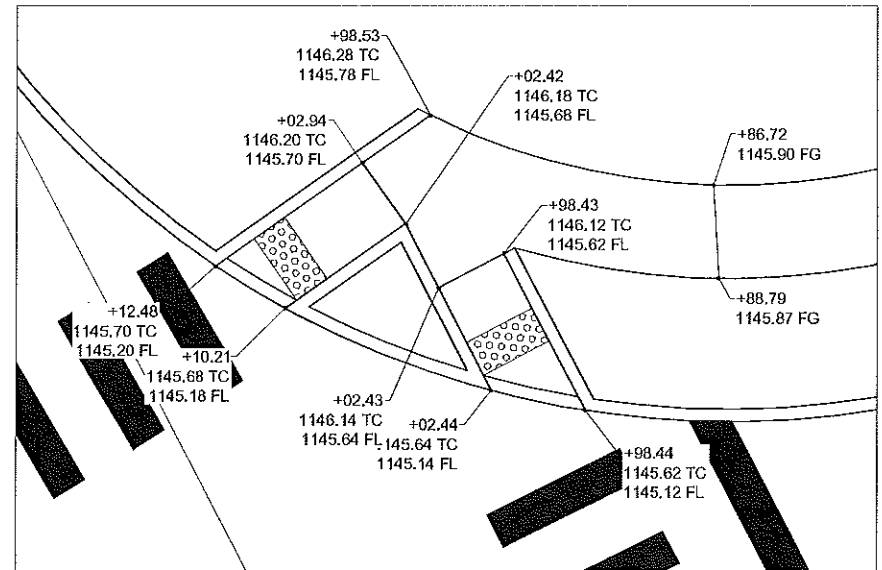 +98.53
1146.28 TC
1145.78 FL
+02.42
1146.18 TC
1145.68 FL
+02.94
1146.20 TC
1145.70 FL
+86.72
1145.90 FG
+98.43
1146.12 TC
1145.62 FL
+88.79
1145.87 FG
+12.48
1145.70 TC
1145.20 FL
+10.21
1145.68 TC
1145.18 FL
+02.43
1146.14 TC
1145.64 FL
+02.44
1145.64 TC
1145.14 FL
+98.44
1145.62 TC
1145.12 FL